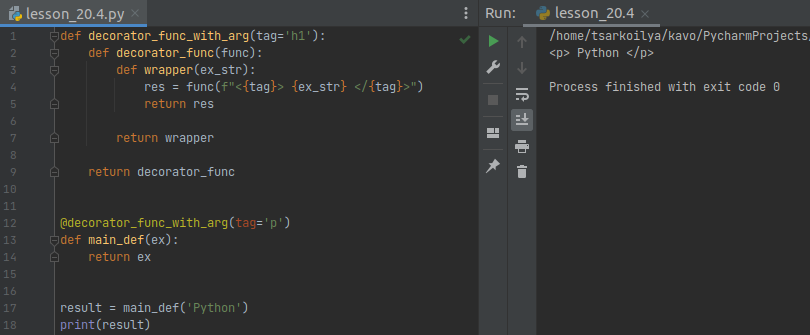 lesson_20.4.py
Run: lesson_20.4
1 def decorator_func_with_arg(tag='h1'):
2     def decorator_func(func):
3         def wrapper(ex_str):
4             res = func(f"<{tag}> {ex_str} </{tag}>")
5             return res
6
7         return wrapper
8
9     return decorator_func
10
11
12 @decorator_func_with_arg(tag='p')
13 def main_def(ex):
14     return ex
15
16
17 result = main_def('Python')
18 print(result)
/home/tsarkoilya/kavo/PycharmProjects/
<p> Python </p>
Process finished with exit code 0